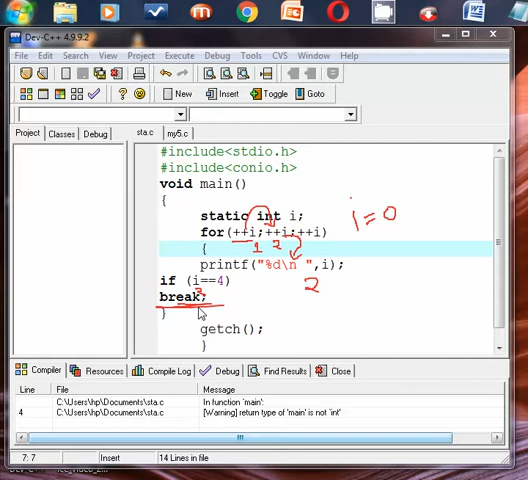 Dev-C++ 4.9.9.2
File Edit Search View Project Execute Debug Tools CVS Window Help
New Insert Toggle Goto
Project Classes Debug sta.c my5.c
#include<stdio.h>
#include<conio.h>
void main()
{
static int i;
i=0
for(++i;++i;++i)
1 2
{
printf("%d\n ",i);
if (i==4)
2
3
break;
}
getch();
}
Compiler Resources Compile Log Debug Find Results Close
Line File Message
C:\Users\hp\Documents\sta.c In function 'main':
4 C:\Users\hp\Documents\sta.c [Warning] return type of 'main' is not 'int'
7: 7 Insert 14 Lines in file